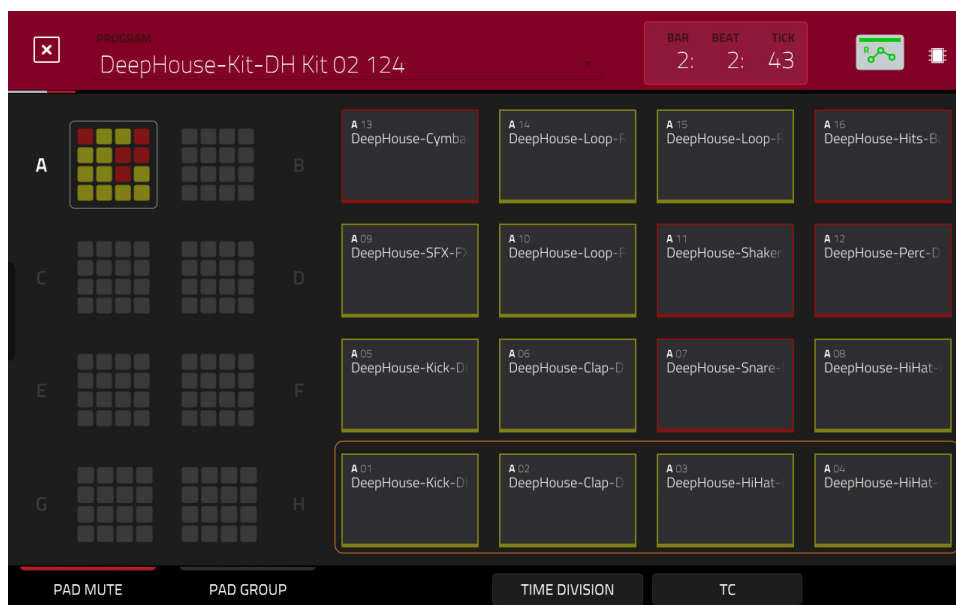 PROGRAM
DeepHouse-Kit-DH Kit 02 124
BAR BEAT TICK
2: 2: 43
R
A
B
C
D
E
F
G
H
A 13
DeepHouse-Cymba
A 14
DeepHouse-Loop-R
A 15
DeepHouse-Loop-R
A 16
DeepHouse-Hits-Ba
A 09
DeepHouse-SFX-FX
A 10
DeepHouse-Loop-R
A 11
DeepHouse-Shaker
A 12
DeepHouse-Perc-D
A 05
DeepHouse-Kick-D
A 06
DeepHouse-Clap-D
A 07
DeepHouse-Snare-
A 08
DeepHouse-HiHat-
A 01
DeepHouse-Kick-D
A 02
DeepHouse-Clap-D
A 03
DeepHouse-HiHat-
A 04
DeepHouse-HiHat-
PAD MUTE PAD GROUP TIME DIVISION TC